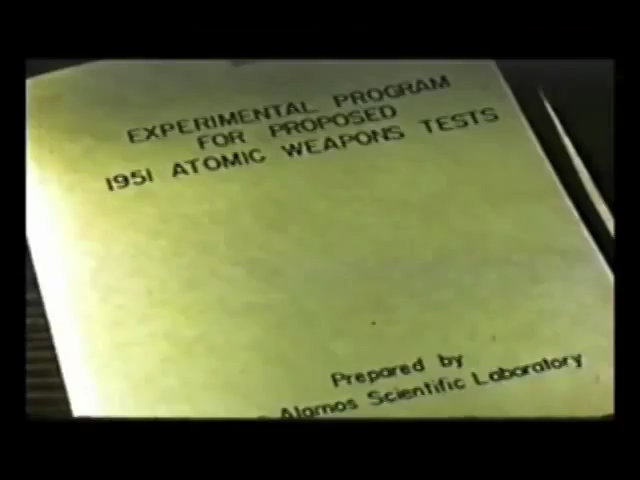 EXPERIMENTAL PROGRAM
FOR PROPOSED
1951 ATOMIC WEAPONS TESTS
Prepared by
Alamos Scientific Laboratory